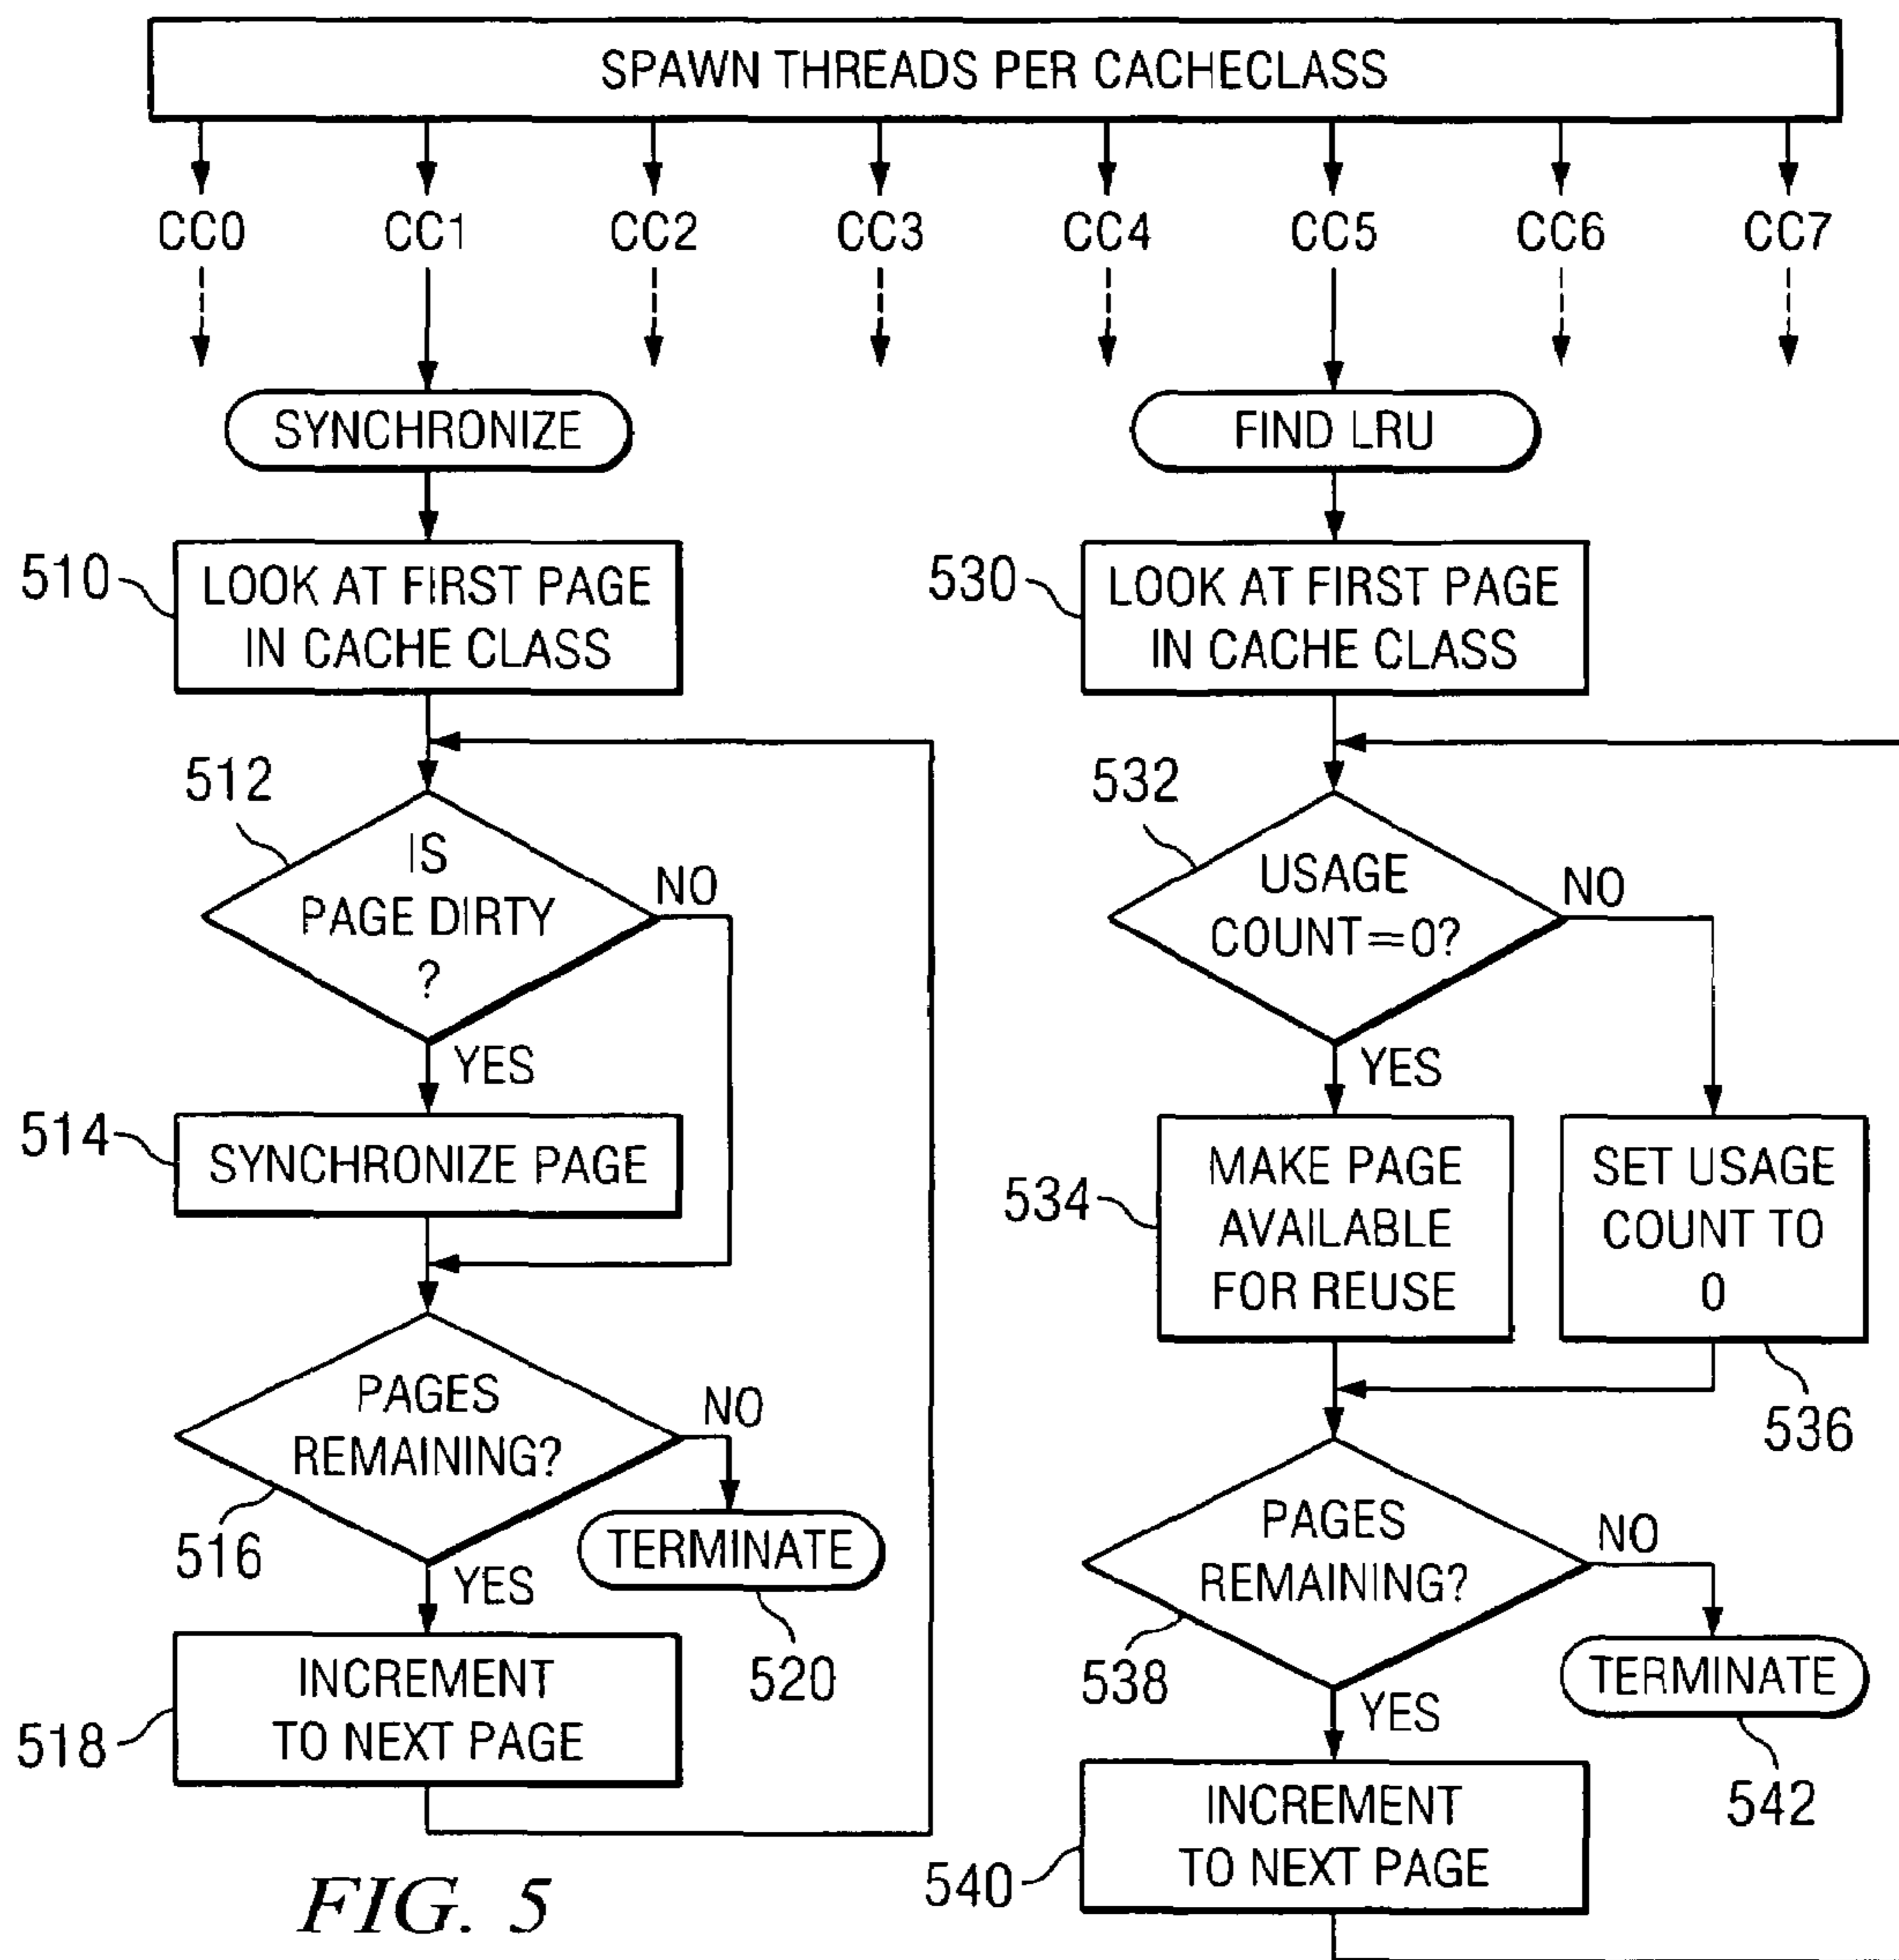 SPAWN THREADS PER CACHECLASS
CC0 CC1 CC2 CC3 CC4 CC5 CC6 CC7
SYNCHRONIZE
510
LOOK AT FIRST PAGE
IN CACHE CLASS
512
IS
PAGE DIRTY
?
NO
YES
514
SYNCHRONIZE PAGE
PAGES
REMAINING?
NO
516
YES
TERMINATE
520
INCREMENT
TO NEXT PAGE
518
FIND LRU
530
LOOK AT FIRST PAGE
IN CACHE CLASS
532
USAGE
COUNT=0?
NO
YES
534
MAKE PAGE
AVAILABLE
FOR REUSE
SET USAGE
COUNT TO
0
536
PAGES
REMAINING?
NO
538
YES
TERMINATE
542
INCREMENT
TO NEXT PAGE
540
FIG. 5